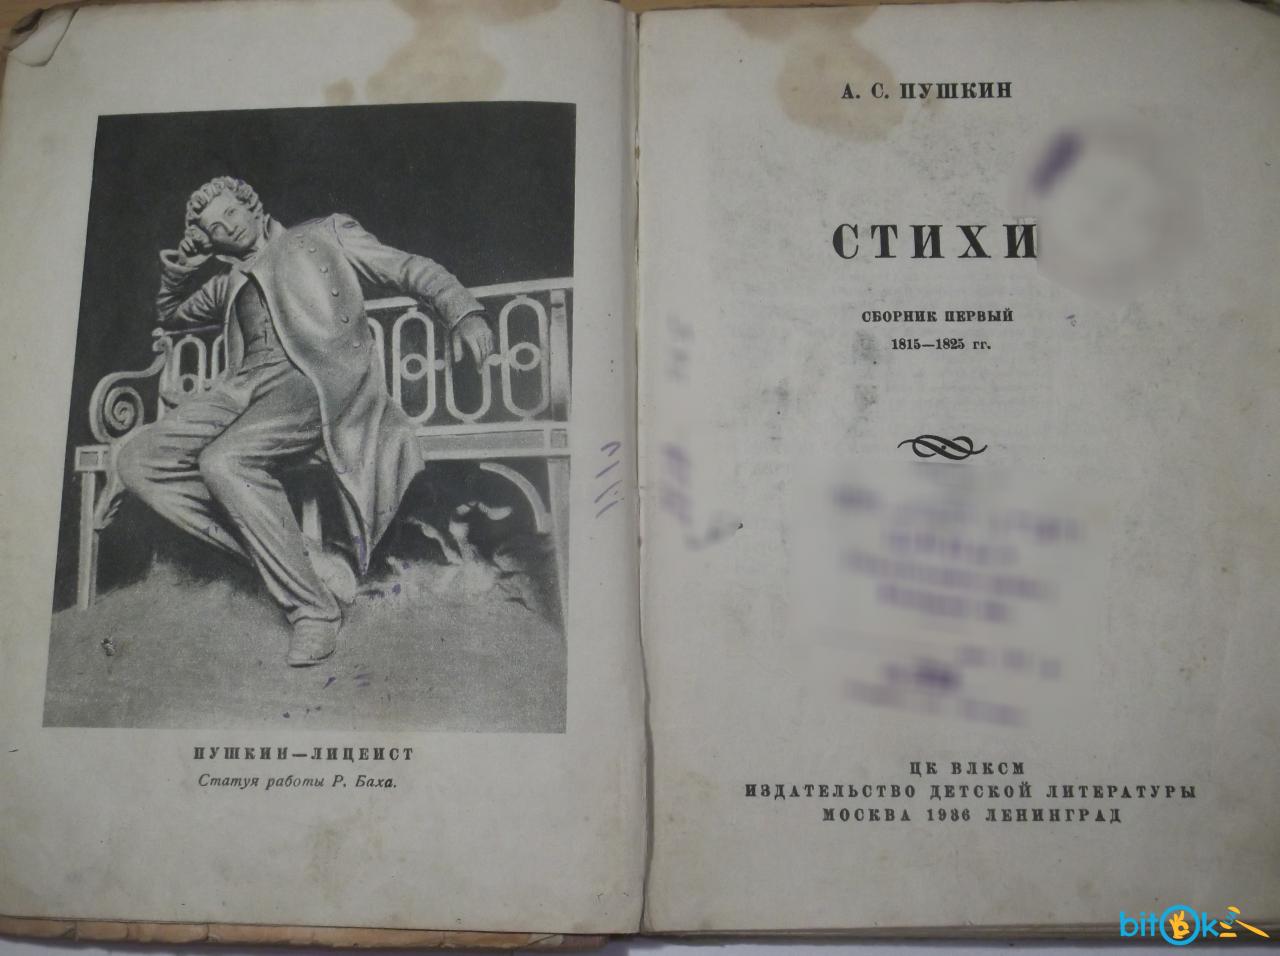 ПУШКИН—ЛИЦЕИСТ
Статуя работы Р. Баха.
А. С. ПУШКИН
СТИХИ
СБОРНИК ПЕРВЫЙ
1815—1825 гг.
ЦК ВЛКСМ
ИЗДАТЕЛЬСТВО ДЕТСКОЙ ЛИТЕРАТУРЫ
МОСКВА 1936 ЛЕНИНГРАД
bitOk